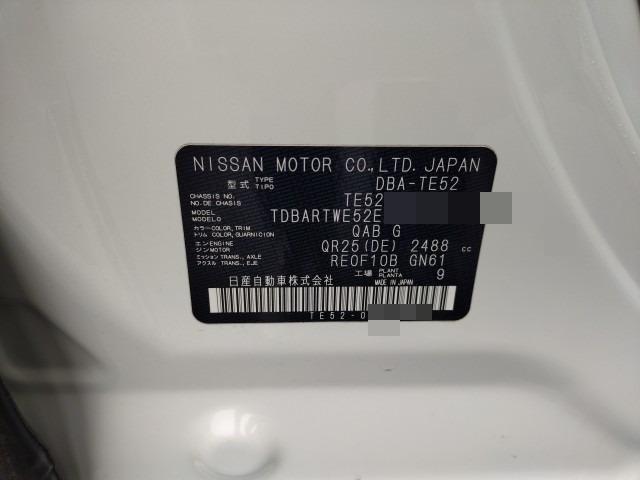 NISSAN MOTOR CO.,LTD. JAPAN
型式 TYPE TIPO DBA-TE52
CHASSIS NO. NO.DE CHASIS TE52
MODEL MODELO TDBARTWE52E
カラー COLOR, TRIM トリム COLOR, GUARNICION QAB G
エンジン ENGINE MOTOR QR25(DE) 2488 cc
ミッション TRANS., AXLE アクスル TRANS., EJE RE0F10B GN61
工場 PLANT PLANTA 9
日産自動車株式会社 MADE IN JAPAN
TE52-0